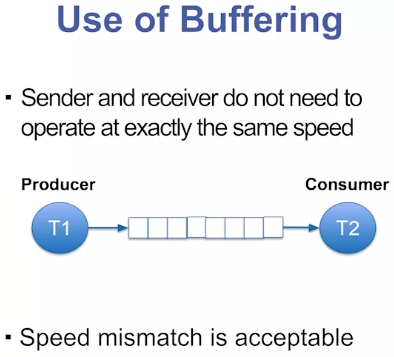 Use of Buffering
▪ Sender and receiver do not need to
operate at exactly the same speed
Producer Consumer
T1 T2
▪ Speed mismatch is acceptable